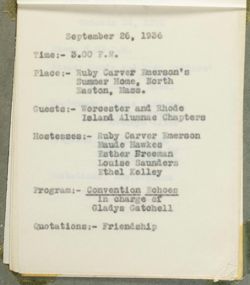 September 26, 1936
Time:- 3.00 P.M.
Place:- Ruby Carver Emerson's
Summer Home, North
Easton, Mass.
Guests:- Worcester and Rhode
Island Alumnae Chapters
Hostesses:- Ruby Carver Emerson
Maude Hawkes
Esther Freeman
Louise Saunders
Ethel Kelley
Program:- Convention Echoes
in charge of
Gladys Gatchell
Quotations:- Friendship